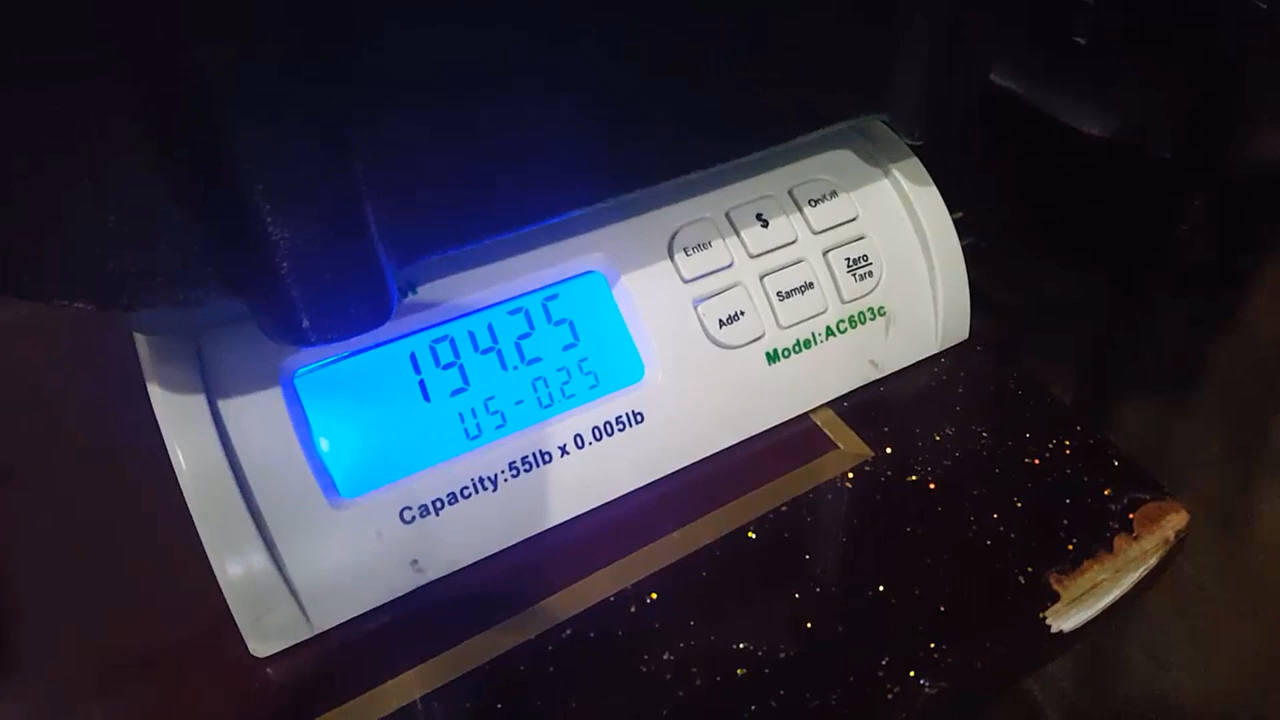 194.25
US-0.25
Capacity:55lb x 0.005lb
Enter
$
On/Off
Add+
Sample
Zero
Tare
Model:AC603c